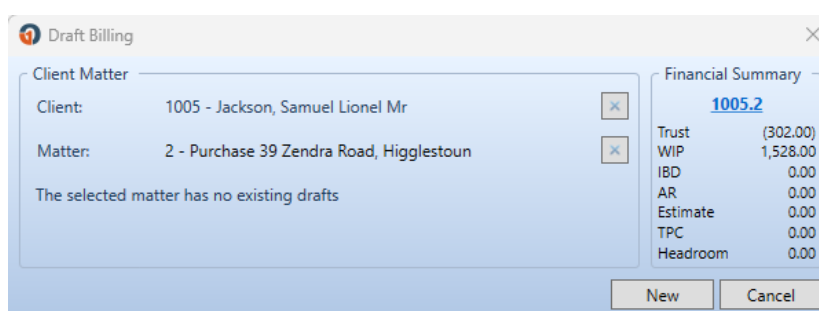 Draft Billing
Client Matter
Client: 1005 - Jackson, Samuel Lionel Mr
Matter: 2 - Purchase 39 Zendra Road, Higglestoun
The selected matter has no existing drafts
Financial Summary
1005.2
Trust (302.00)
WIP 1,528.00
IBD 0.00
AR 0.00
Estimate 0.00
TPC 0.00
Headroom 0.00
New Cancel